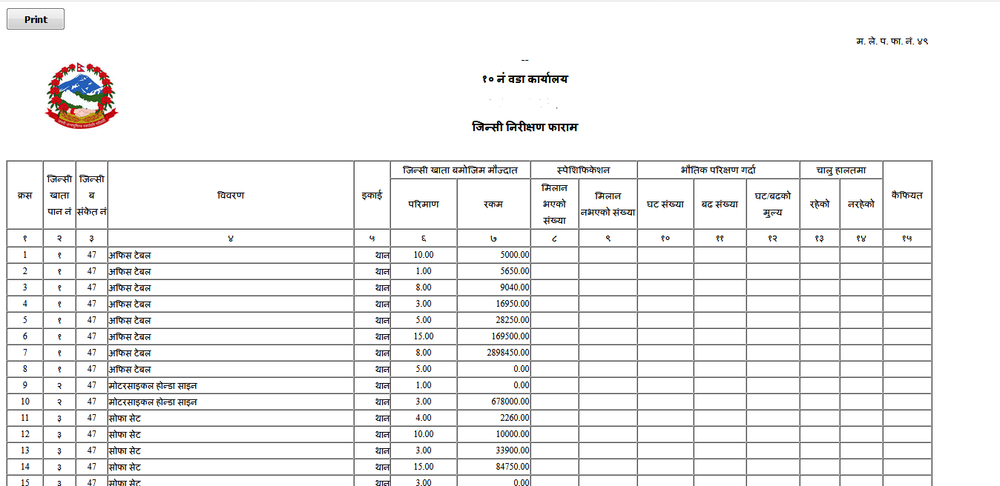 Print
म. ले. प. फा. नं. ४९
--
१० नं वडा कार्यालय
जिन्सी निरीक्षण फाराम
क्रस जिन्सी खाता पान नं जिन्सी ब संकेत नं विवरण इकाई जिन्सी खाता बमोजिम मौज्दात स्पेशिफिकेशन भौतिक परिक्षण गर्दा चालु हालतमा कैफियत
परिमाण रकम मिलान भएको संख्या मिलान नभएको संख्या घट संख्या बढ संख्या घट/बढको मुल्य रहेको नरहेको
१ २ ३ ४ ५ ६ ७ ८ ९ १० ११ १२ १३ १४ १५
1 १ 47 अफिस टेबल थान 10.00 5000.00
2 १ 47 अफिस टेबल थान 1.00 5650.00
3 १ 47 अफिस टेबल थान 8.00 9040.00
4 १ 47 अफिस टेबल थान 3.00 16950.00
5 १ 47 अफिस टेबल थान 5.00 28250.00
6 १ 47 अफिस टेबल थान 15.00 169500.00
7 १ 47 अफिस टेबल थान 8.00 2898450.00
8 १ 47 अफिस टेबल थान 5.00 0.00
9 २ 47 मोटरसाइकल होन्डा साइन थान 1.00 0.00
10 २ 47 मोटरसाइकल होन्डा साइन थान 3.00 678000.00
11 ३ 47 सोफा सेट थान 4.00 2260.00
12 ३ 47 सोफा सेट थान 10.00 10000.00
13 ३ 47 सोफा सेट थान 3.00 33900.00
14 ३ 47 सोफा सेट थान 15.00 84750.00
15 ३ 47 सोफा सेट थान 3.00 0.00